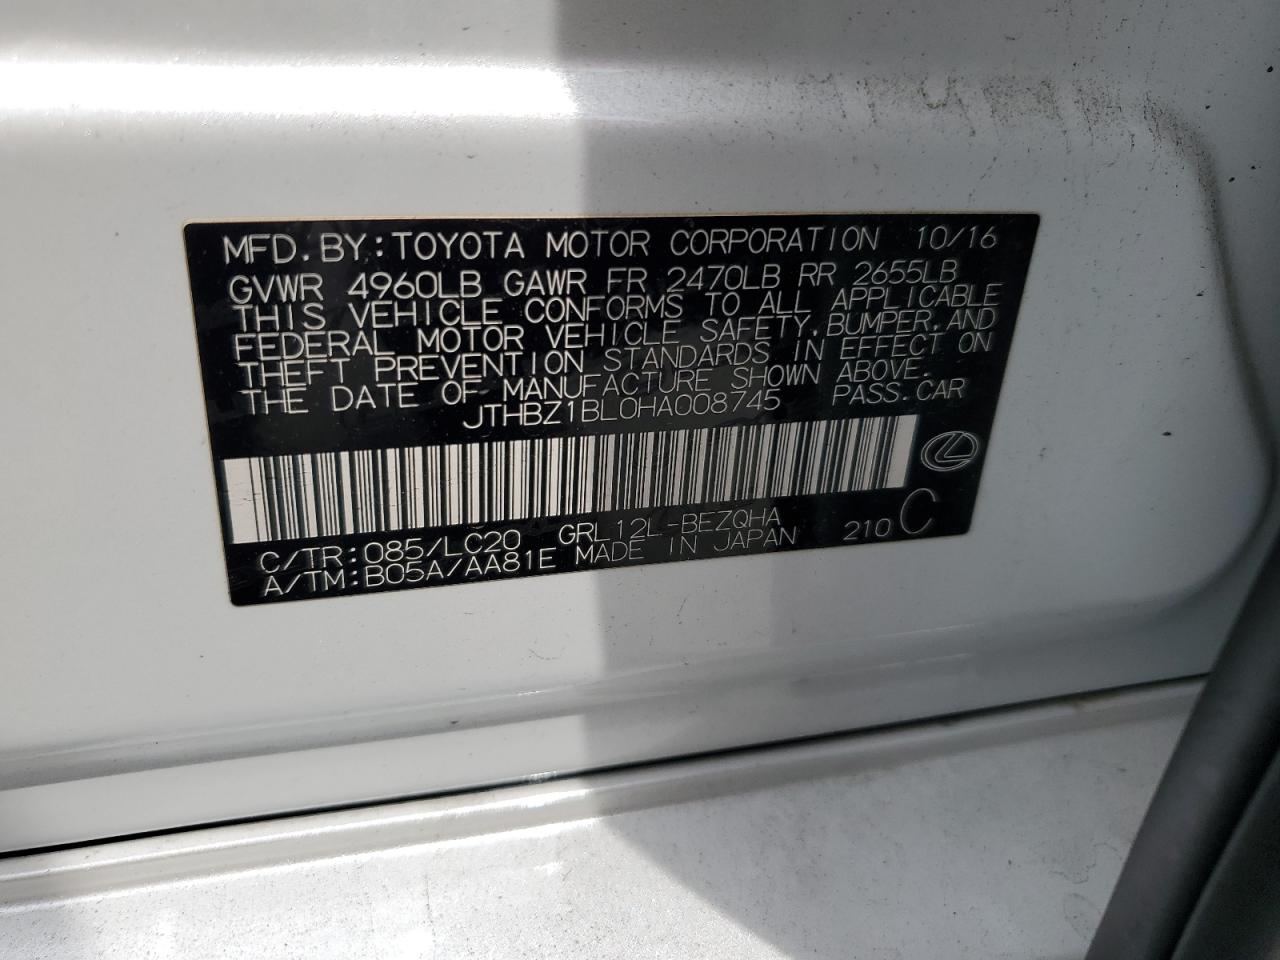 MFD. BY: TOYOTA MOTOR CORPORATION 10/16
GVWR 4960LB GAWR FR 2470LB RR 2655LB
THIS VEHICLE CONFORMS TO ALL APPLICABLE
FEDERAL MOTOR VEHICLE SAFETY, BUMPER, AND
THEFT PREVENTION STANDARDS IN EFFECT ON
THE DATE OF MANUFACTURE SHOWN ABOVE.
JTHBZ1BL0HA008745 PASS. CAR
C/TR: 085/LC20 GRL12L-BEZQHA 210 C
A/TM: B05A/AA81E MADE IN JAPAN